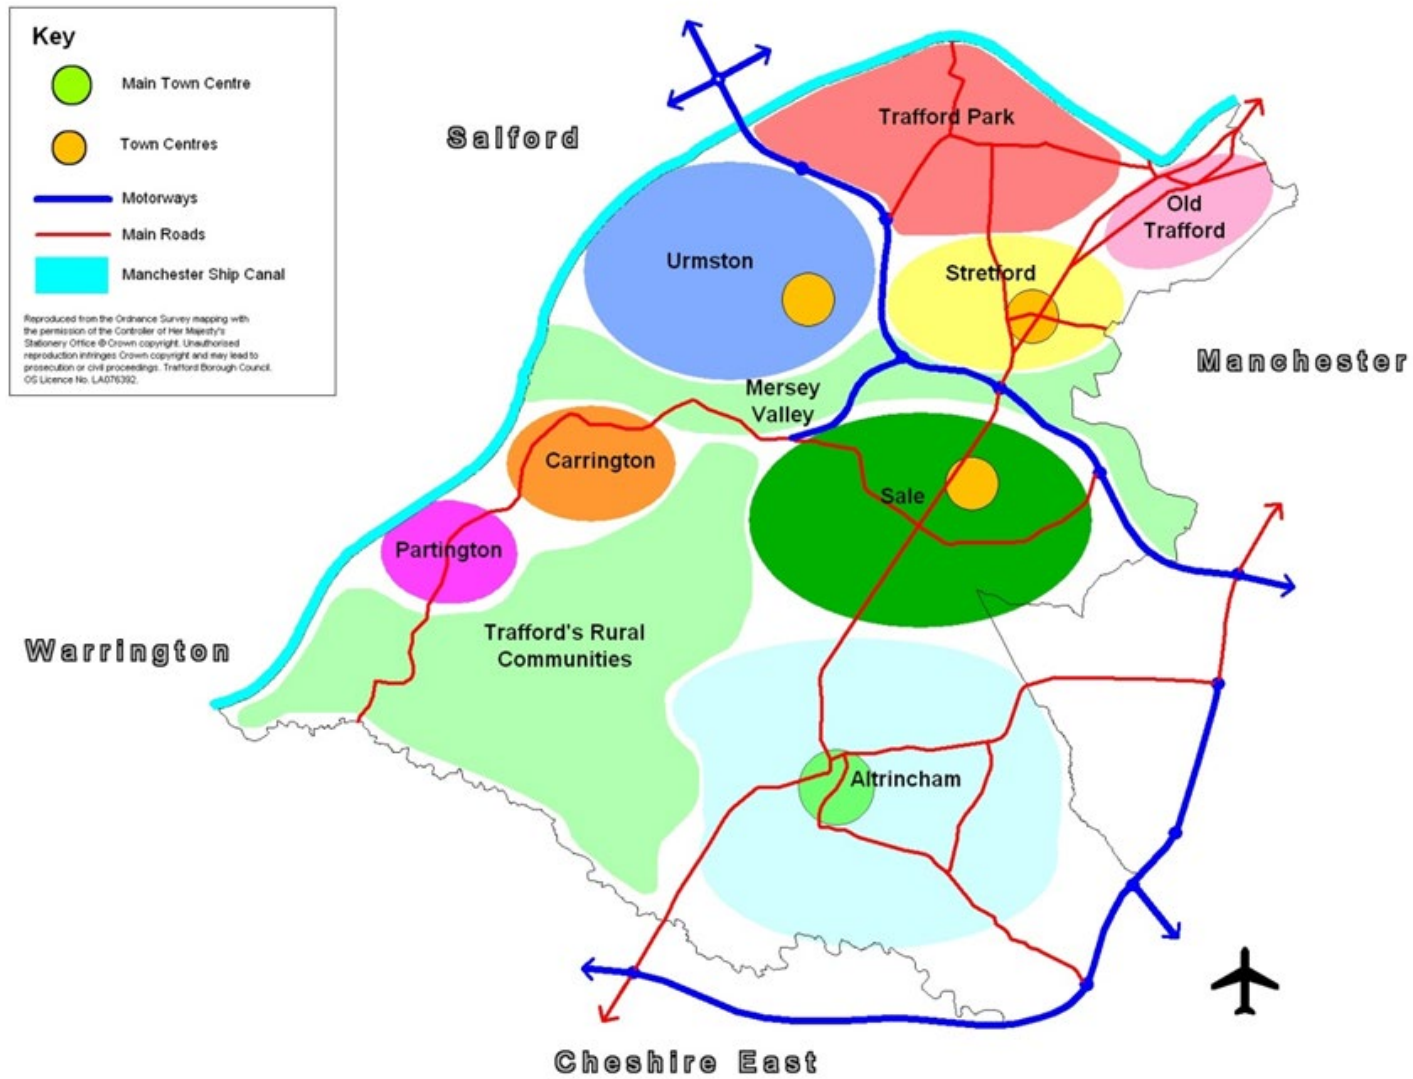 Key
Main Town Centre
Town Centres
Motorways
Main Roads
Manchester Ship Canal
Reproduced from the Ordnance Survey mapping with
the permission of the Controller of Her Majesty's
Stationery Office © Crown copyright. Unauthorised
reproduction infringes Crown copyright and may lead to
prosecution or civil proceedings. Trafford Borough Council.
OS Licence No. LA076392.
Salford
Trafford Park
Old
Trafford
Urmston
Stretford
Manchester
Mersey
Valley
Carrington
Sale
Partington
Warrington
Trafford's Rural
Communities
Altrincham
Cheshire East